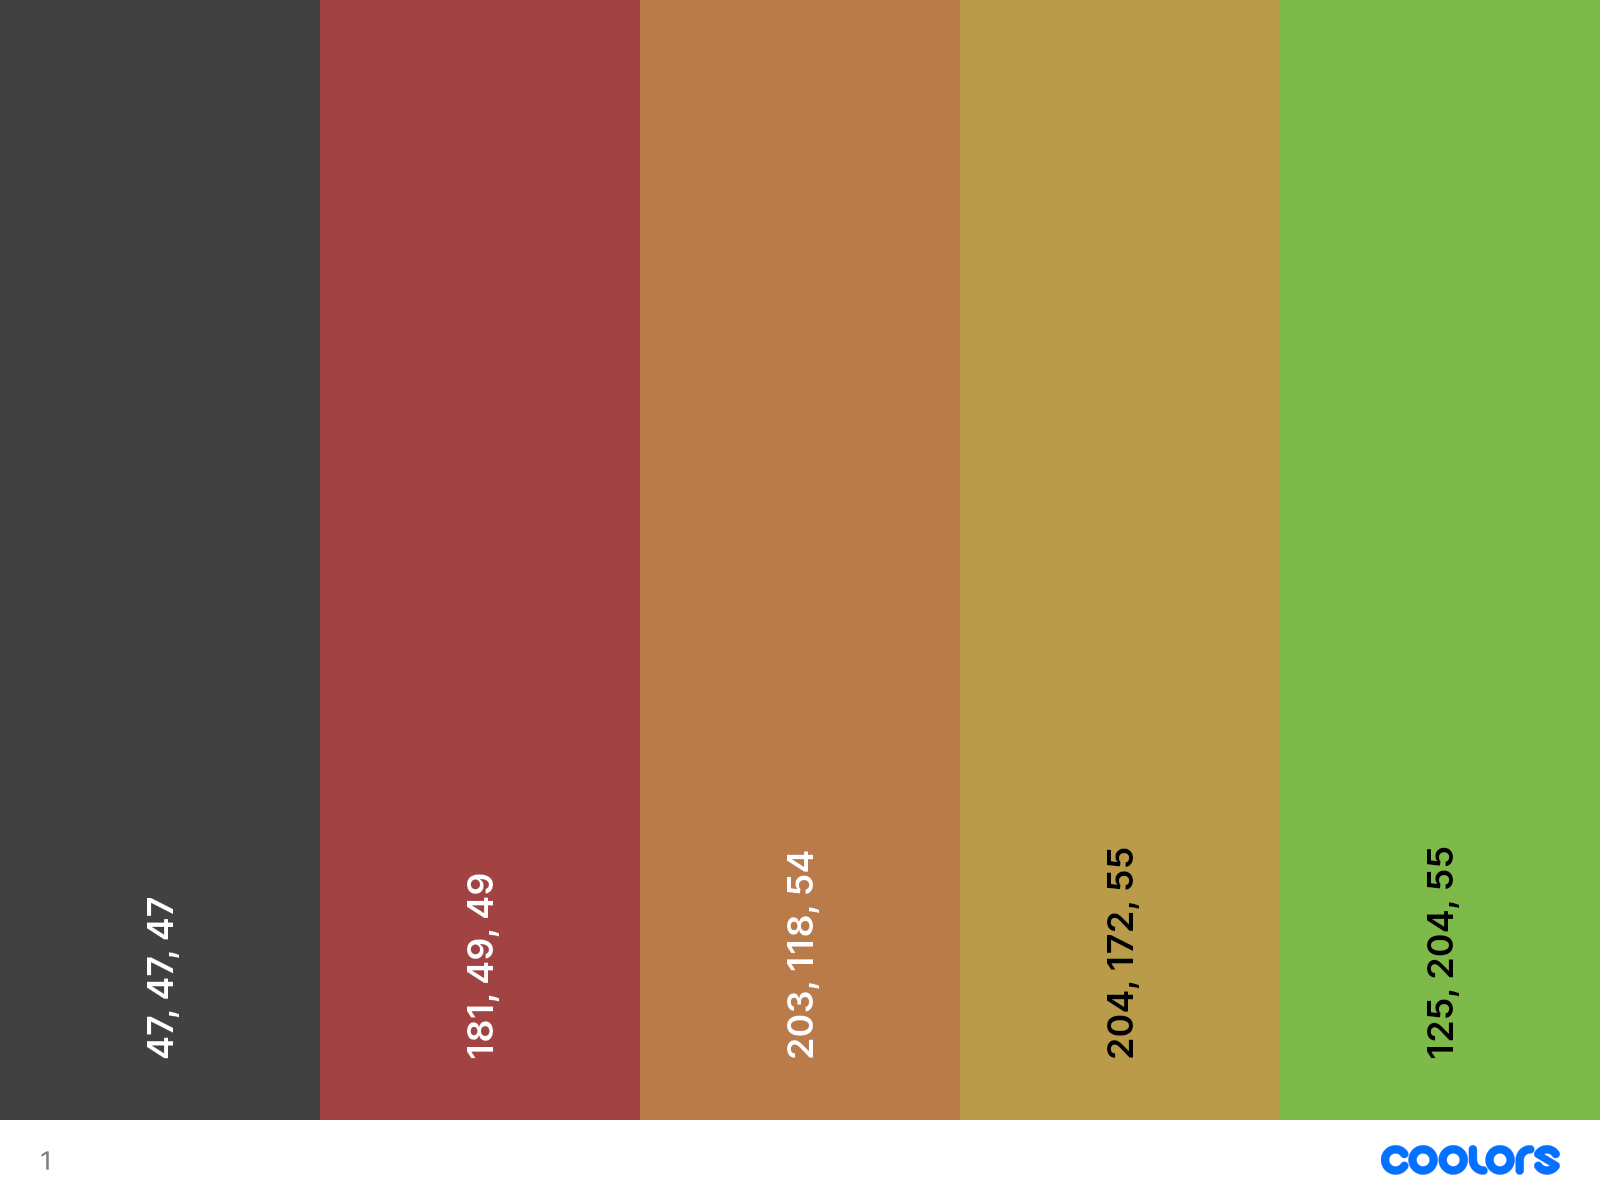 47, 47, 47
181, 49, 49
203, 118, 54
204, 172, 55
125, 204, 55
1
coolors